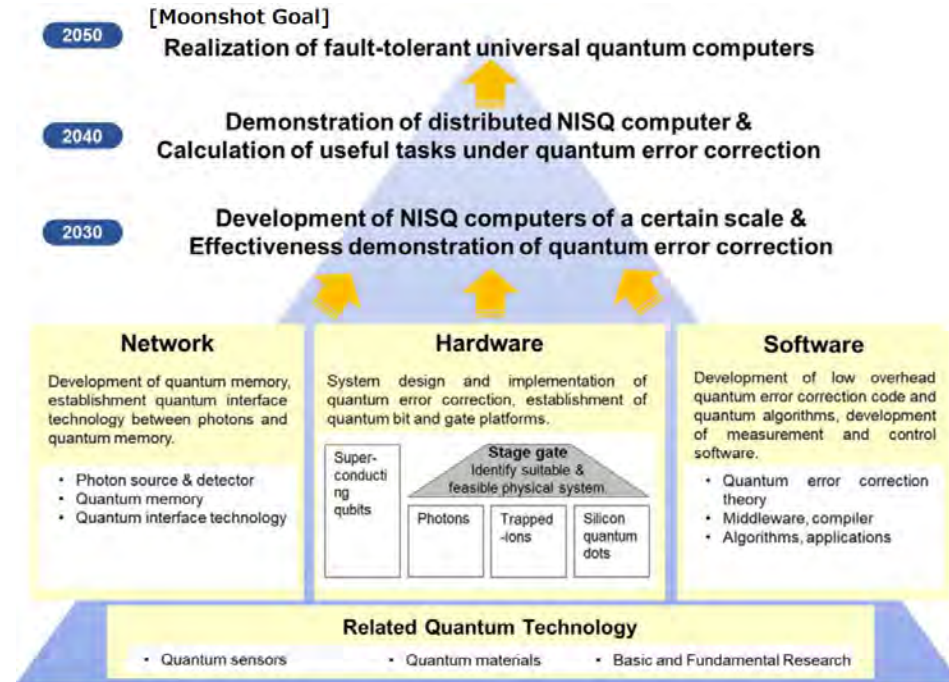 [Moonshot Goal]
2050
Realization of fault-tolerant universal quantum computers
2040
Demonstration of distributed NISQ computer &
Calculation of useful tasks under quantum error correction
2030
Development of NISQ computers of a certain scale &
Effectiveness demonstration of quantum error correction
Network
Development of quantum memory,
establishment quantum interface
technology between photons and
quantum memory.
• Photon source & detector
• Quantum memory
• Quantum interface technology
Hardware
System design and implementation of
quantum error correction, establishment of
quantum bit and gate platforms.
Super-
conducti
ng
qubits
Stage gate
Identify suitable &
feasible physical system
Photons
Trapped
-ions
Silicon
quantum
dots
Software
Development of low overhead
quantum error correction code and
quantum algorithms, development
of measurement and control
software.
• Quantum error correction
theory
• Middleware, compiler
• Algorithms, applications
Related Quantum Technology
• Quantum sensors
• Quantum materials
• Basic and Fundamental Research